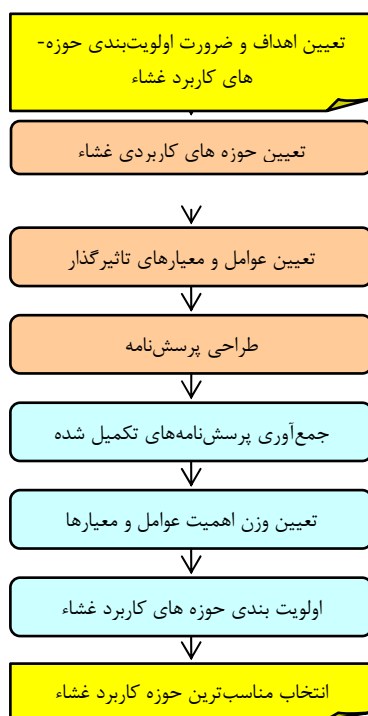 تعیین اهداف و ضرورت اولویت‌بندی حوزه-
های کاربرد غشاء
تعیین حوزه های کاربردی غشاء
تعیین عوامل و معیارهای تاثیرگذار
طراحی پرسش‌نامه
جمع‌آوری پرسش‌نامه‌های تکمیل شده
تعیین وزن اهمیت عوامل و معیارها
اولویت بندی حوزه های کاربرد غشاء
انتخاب مناسب‌ترین حوزه کاربرد غشاء